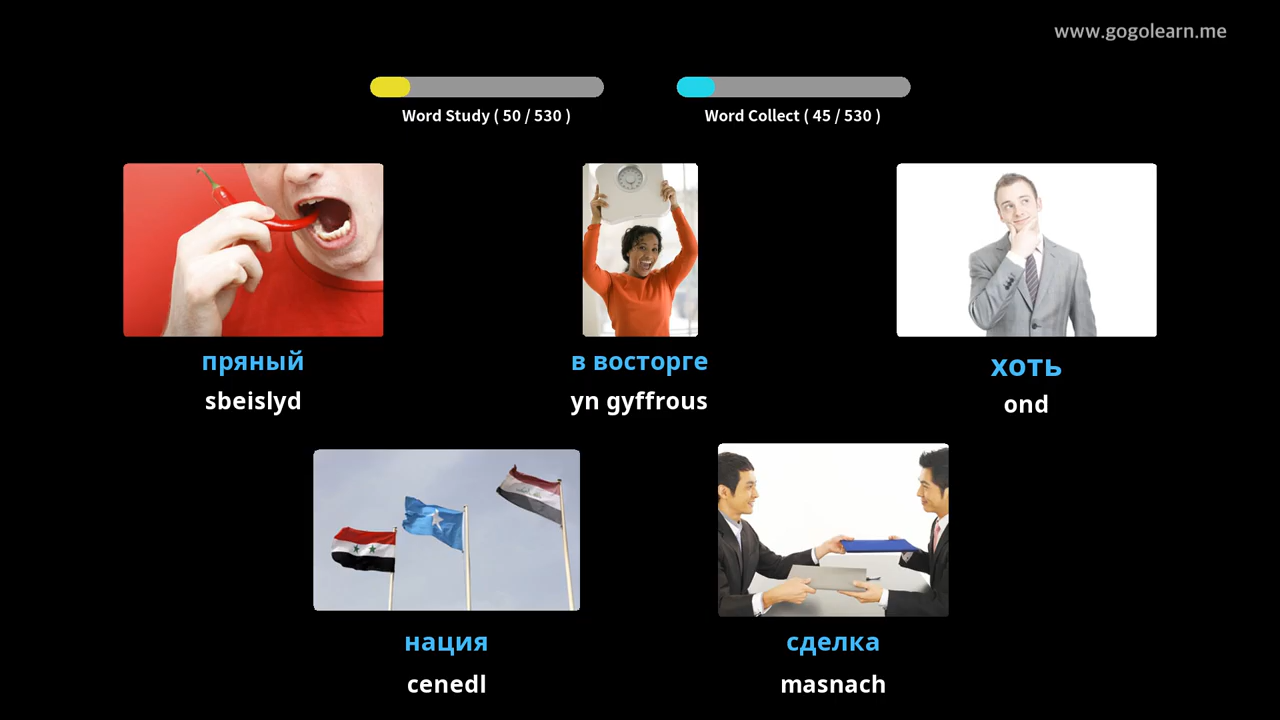 www.gogolearn.me
Word Study ( 50 / 530 )
Word Collect ( 45 / 530 )
пряный
sbeislyd
в восторге
yn gyffrous
хоть
ond
нация
cenedl
сделка
masnach